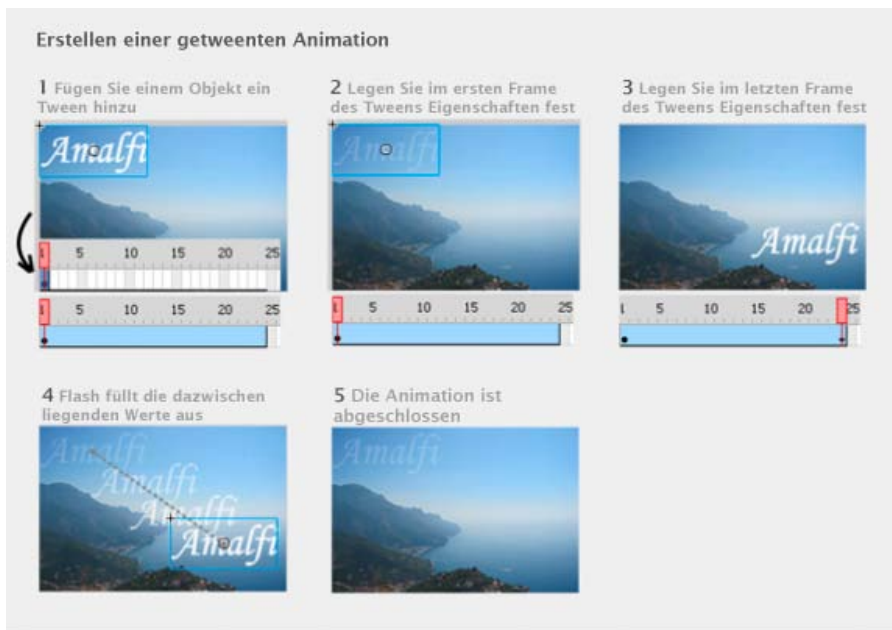 Erstellen einer getweenten Animation
1 Fügen Sie einem Objekt ein
Tween hinzu
2 Legen Sie im ersten Frame
des Tweens Eigenschaften fest
3 Legen Sie im letzten Frame
des Tweens Eigenschaften fest
Amalfi
Amalfi
Amalfi
1 5 10 15 20 25
1 5 10 15 20 25
1 5 10 15 20 25
1 5 10 15 20 25
4 Flash füllt die dazwischen
liegenden Werte aus
5 Die Animation ist
abgeschlossen
Amalfi
Amalfi
Amalfi
Amalfi
Amalfi